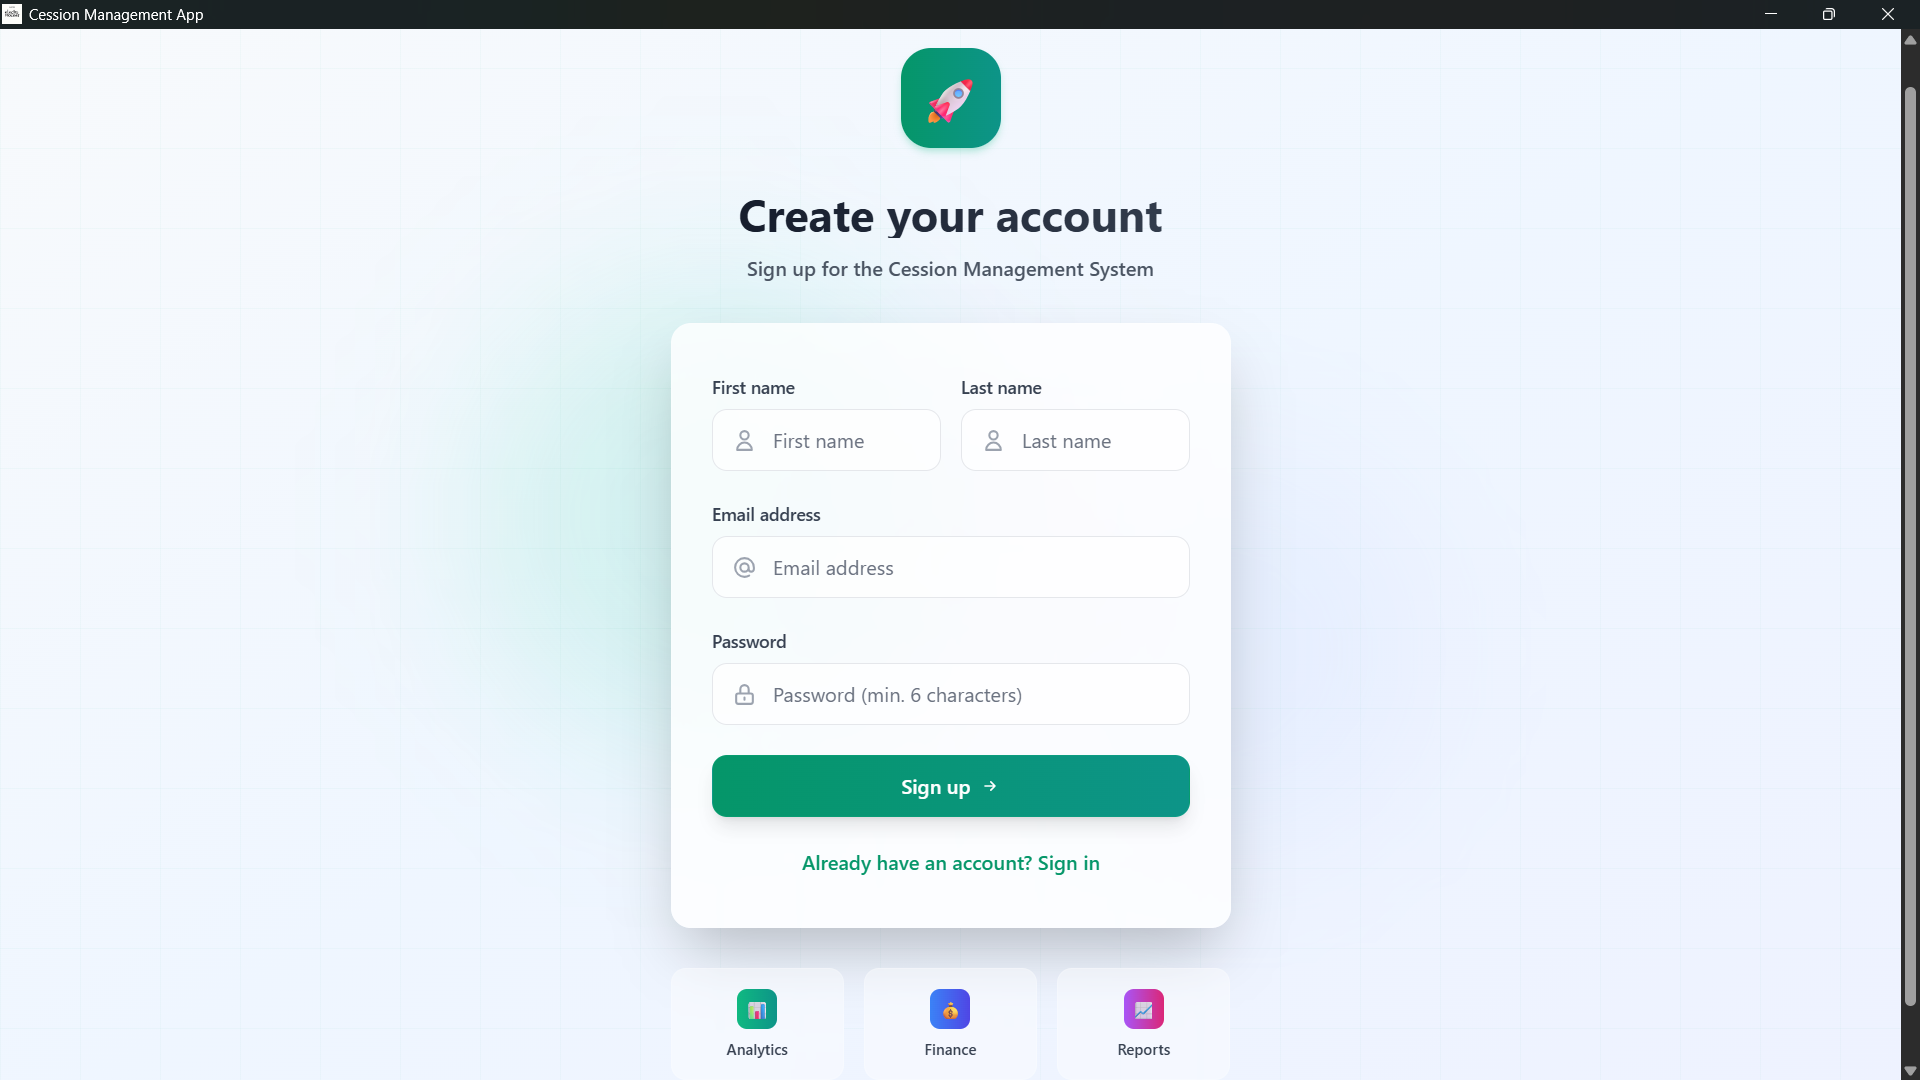 Cession Management App
Create your account
Sign up for the Cession Management System
First name
Last name
First name
Last name
Email address
Email address
Password
Password (min. 6 characters)
Sign up →
Already have an account? Sign in
Analytics
Finance
Reports